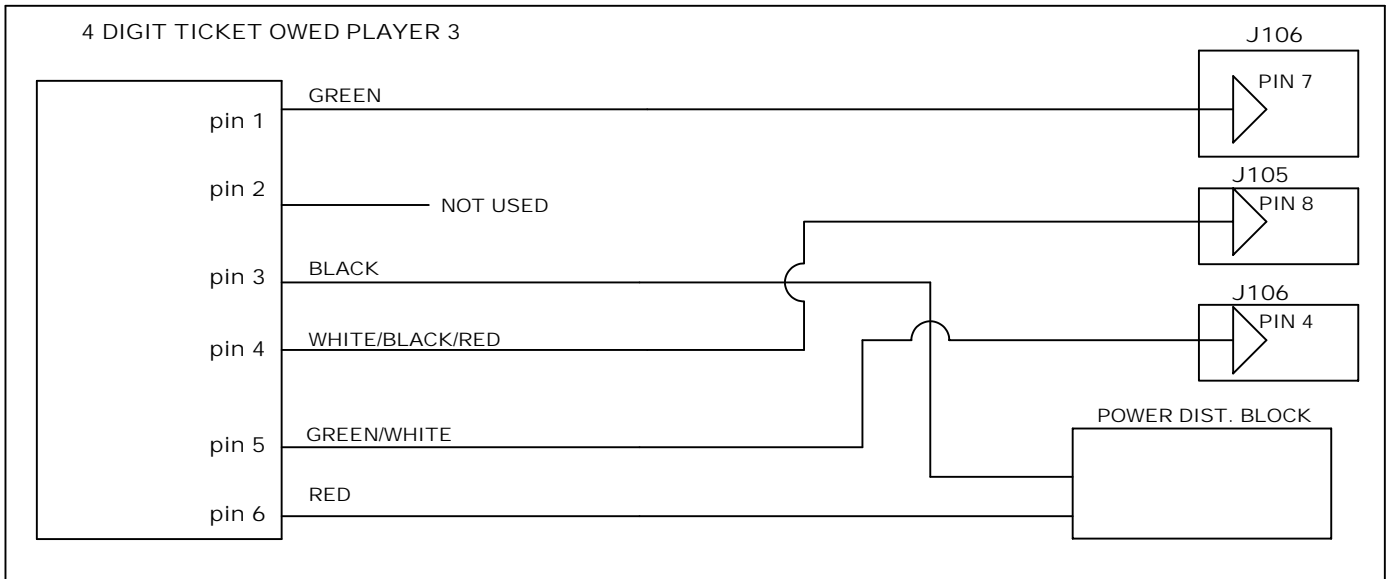 4 DIGIT TICKET OWED PLAYER 3
J106
PIN 7
pin 1
GREEN
J105
PIN 8
pin 2
NOT USED
pin 3
BLACK
J106
PIN 4
pin 4
WHITE/BLACK/RED
POWER DIST. BLOCK
pin 5
GREEN/WHITE
pin 6
RED